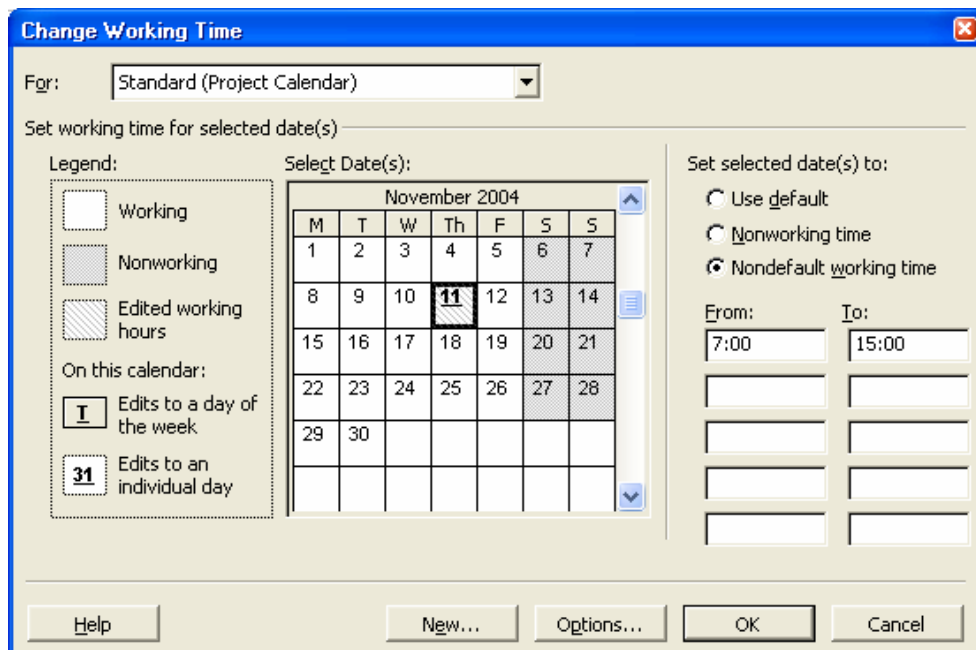 Change Working Time
For: Standard (Project Calendar)
Set working time for selected date(s)
Legend:
Working
Nonworking
Edited working
hours
On this calendar:
T Edits to a day of
the week
31 Edits to an
individual day
Select Date(s):
November 2004
M T W Th F S S
1 2 3 4 5 6 7
8 9 10 11 12 13 14
15 16 17 18 19 20 21
22 23 24 25 26 27 28
29 30
Set selected date(s) to:
Use default
Nonworking time
Nondefault working time
From: To:
7:00 15:00
Help New... Options... OK Cancel